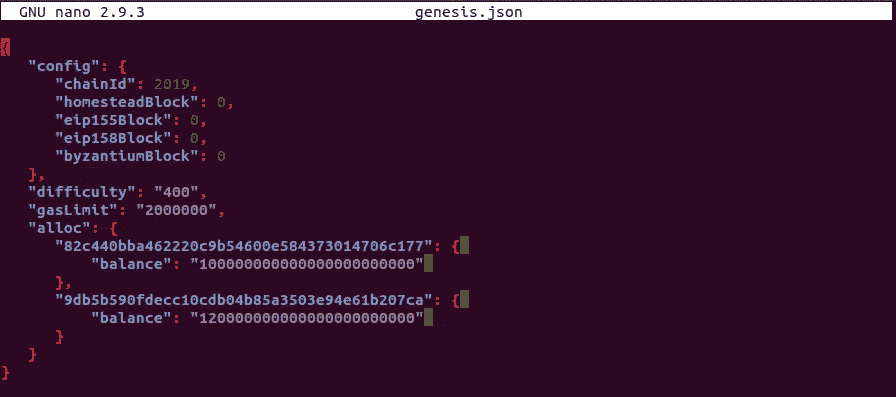 GNU nano 2.9.3 genesis.json
{
"config": {
"chainId": 2019,
"homesteadBlock": 0,
"eip155Block": 0,
"eip158Block": 0,
"byzantiumBlock": 0
},
"difficulty": "400",
"gasLimit": "2000000",
"alloc": {
"82c440bba462220c9b54600e584373014706c177": {
"balance": "100000000000000000000000"
},
"9db5b590fdecc10cdb04b85a3503e94e61b207ca": {
"balance": "120000000000000000000000"
}
}
}